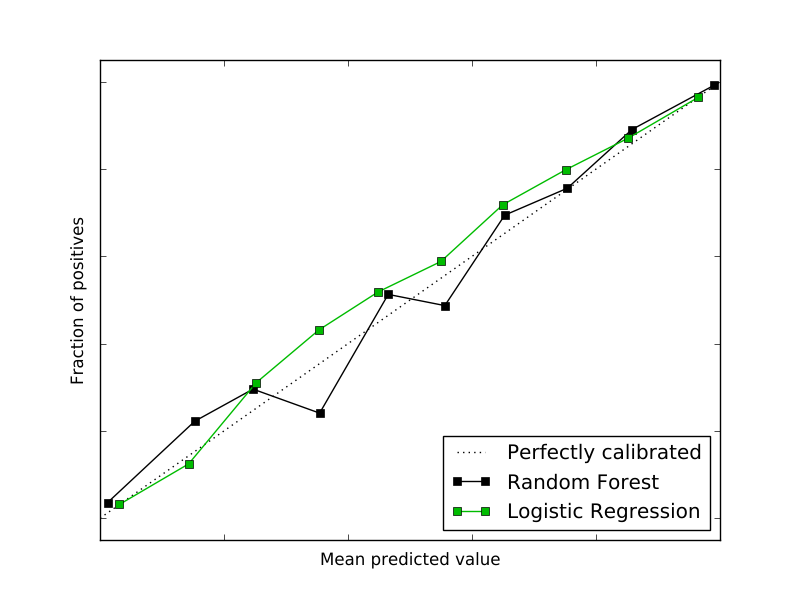 Fraction of positives
Perfectly calibrated
Random Forest
Logistic Regression
Mean predicted value